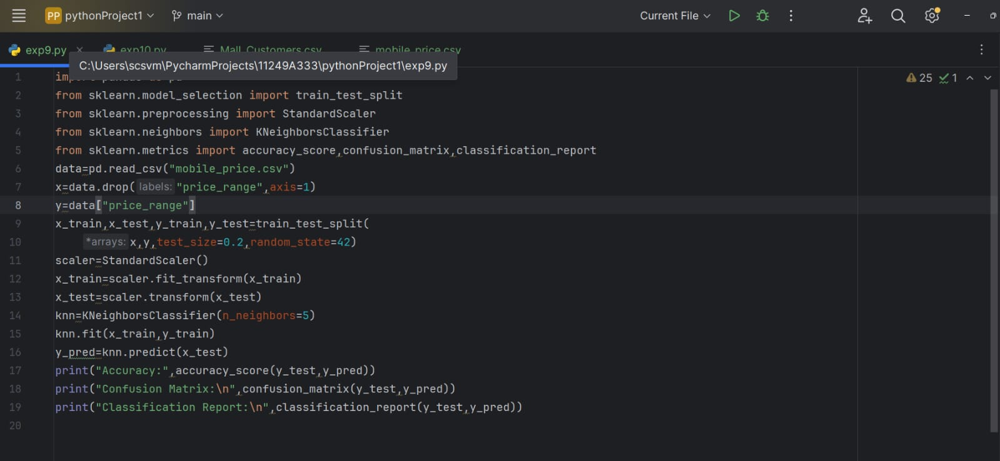 PP pythonProject1 main Current File
exp9.py exp10.py Mall_Customers.csv mobile_price.csv
C:\Users\scsvm\PycharmProjects\11249A333\pythonProject1\exp9.py
25 1
1 import pandas as pd
2 from sklearn.model_selection import train_test_split
3 from sklearn.preprocessing import StandardScaler
4 from sklearn.neighbors import KNeighborsClassifier
5 from sklearn.metrics import accuracy_score,confusion_matrix,classification_report
6 data=pd.read_csv("mobile_price.csv")
7 x=data.drop( labels: "price_range",axis=1)
8 y=data["price_range"]
9 x_train,x_test,y_train,y_test=train_test_split(
10 *arrays: x,y,test_size=0.2,random_state=42)
11 scaler=StandardScaler()
12 x_train=scaler.fit_transform(x_train)
13 x_test=scaler.transform(x_test)
14 knn=KNeighborsClassifier(n_neighbors=5)
15 knn.fit(x_train,y_train)
16 y_pred=knn.predict(x_test)
17 print("Accuracy:",accuracy_score(y_test,y_pred))
18 print("Confusion Matrix:\n",confusion_matrix(y_test,y_pred))
19 print("Classification Report:\n",classification_report(y_test,y_pred))
20